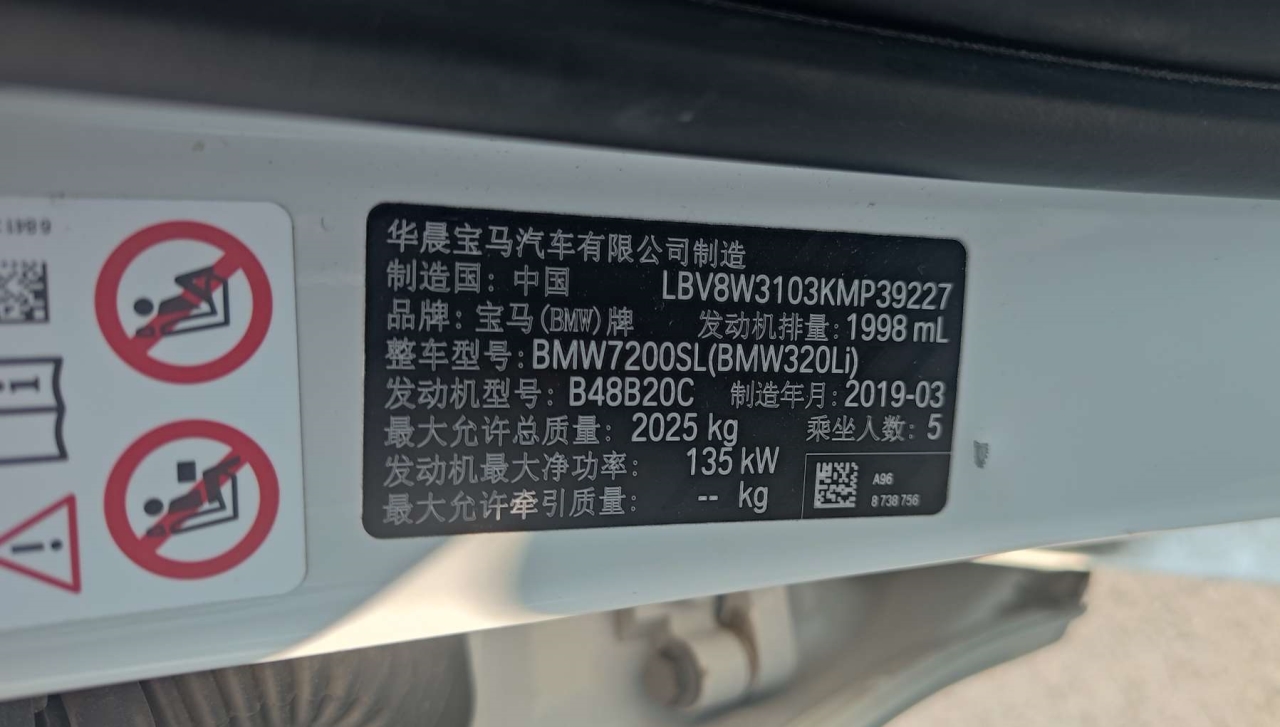 华晨宝马汽车有限公司制造
制造国：中国 LBV8W3103KMP39227
品牌：宝马(BMW)牌 发动机排量：1998 mL
整车型号：BMW7200SL(BMW320Li)
发动机型号：B48B20C 制造年月：2019-03
最大允许总质量：2025 kg 乘坐人数：5
发动机最大净功率：135 kW
最大允许牵引质量：-- kg
A96
8 738 756